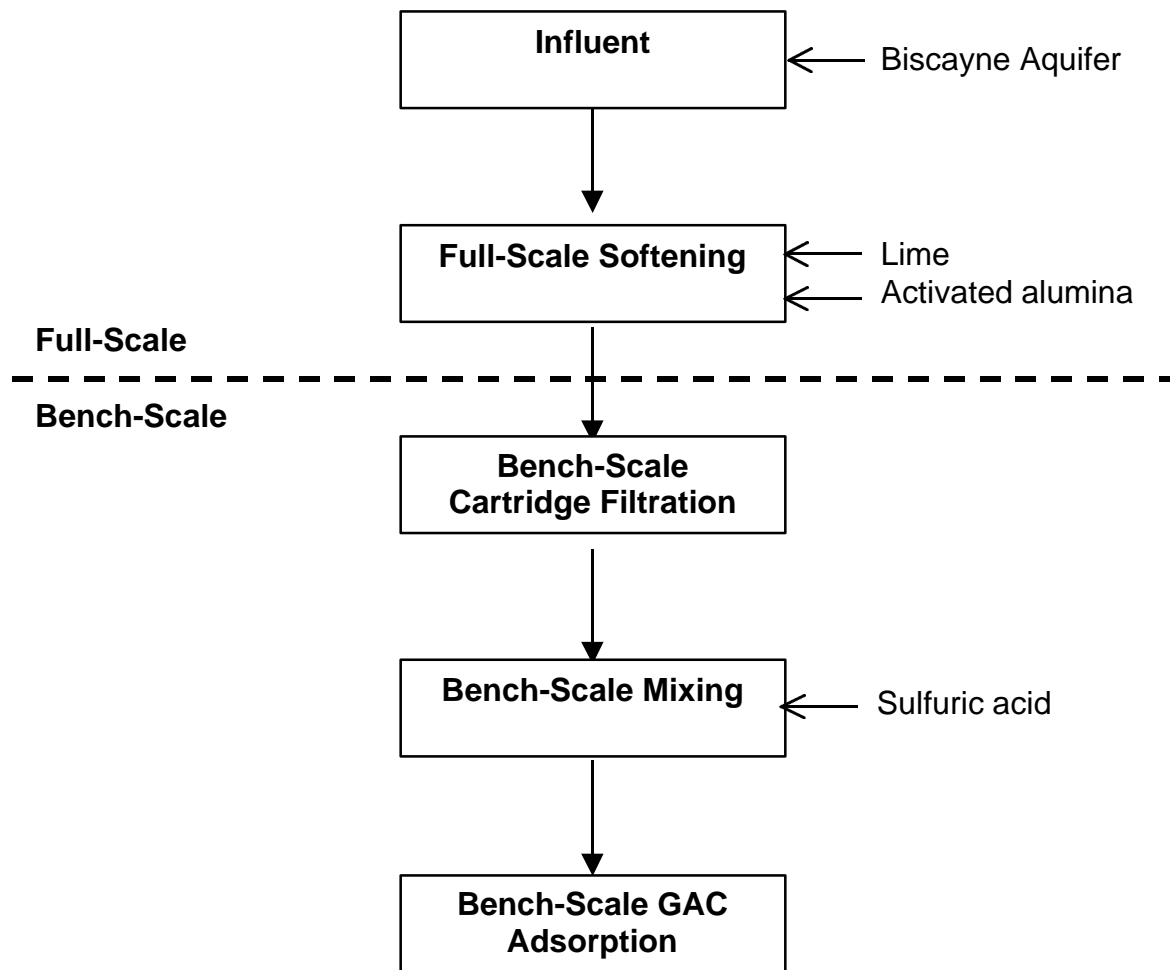 Influent
Biscayne Aquifer
Full-Scale Softening
Lime
Activated alumina
Full-Scale
Bench-Scale
Bench-Scale
Cartridge Filtration
Bench-Scale Mixing
Sulfuric acid
Bench-Scale GAC
Adsorption